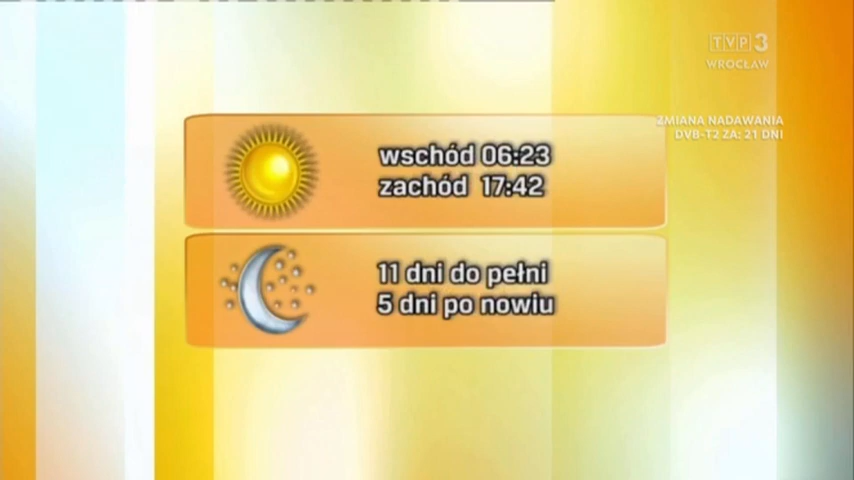 TVP3
WROCŁAW
ZMIANA NADAWANIA
DVB-T2 ZA: 21 DNI
wschód 06:23
zachód 17:42
11 dni do pełni
5 dni po nowiu